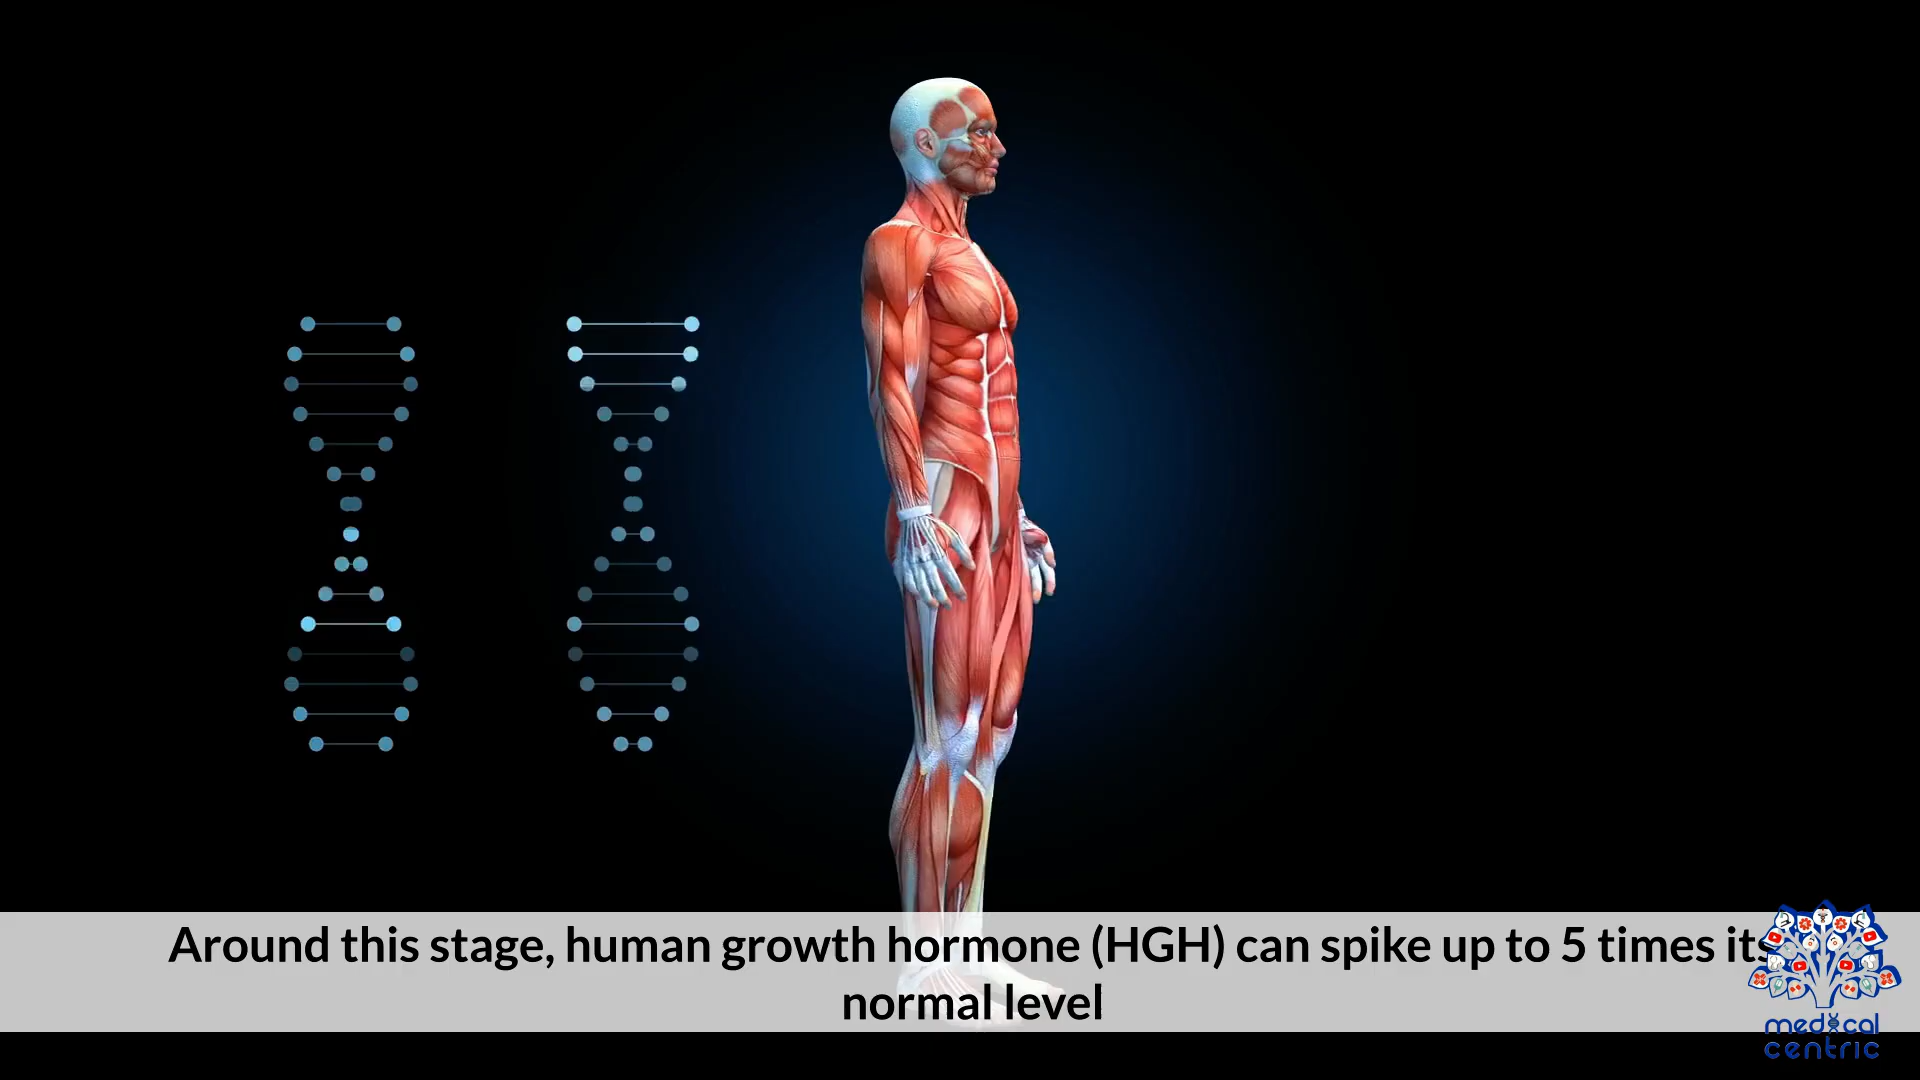 Around this stage, human growth hormone (HGH) can spike up to 5 times its
normal level
medical
centric